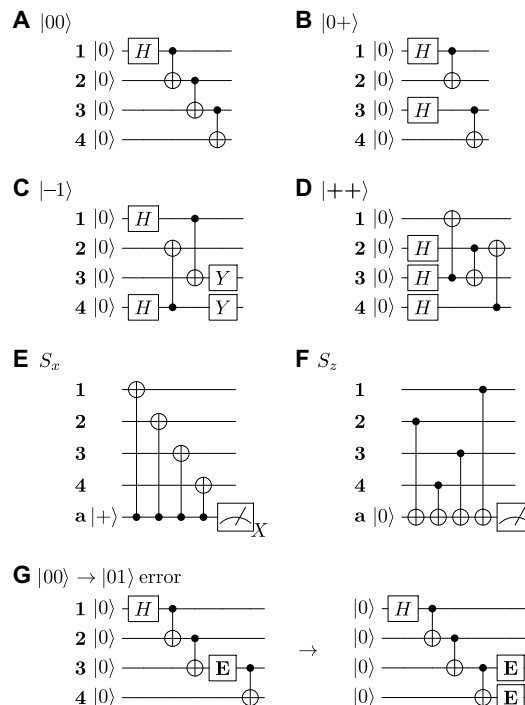 A |00⟩
1 |0⟩ H
2 |0⟩
3 |0⟩
4 |0⟩
B |0+⟩
1 |0⟩ H
2 |0⟩
3 |0⟩ H
4 |0⟩
C |−1⟩
1 |0⟩ H
2 |0⟩
3 |0⟩ Y
4 |0⟩ H Y
D |++⟩
1 |0⟩
2 |0⟩ H
3 |0⟩ H
4 |0⟩ H
E Sx
1
2
3
4
a |+⟩ X
F Sz
1
2
3
4
a |0⟩
G |00⟩ → |01⟩ error
1 |0⟩ H
2 |0⟩
3 |0⟩ E
4 |0⟩
→
|0⟩ H
|0⟩
|0⟩ E
|0⟩ E